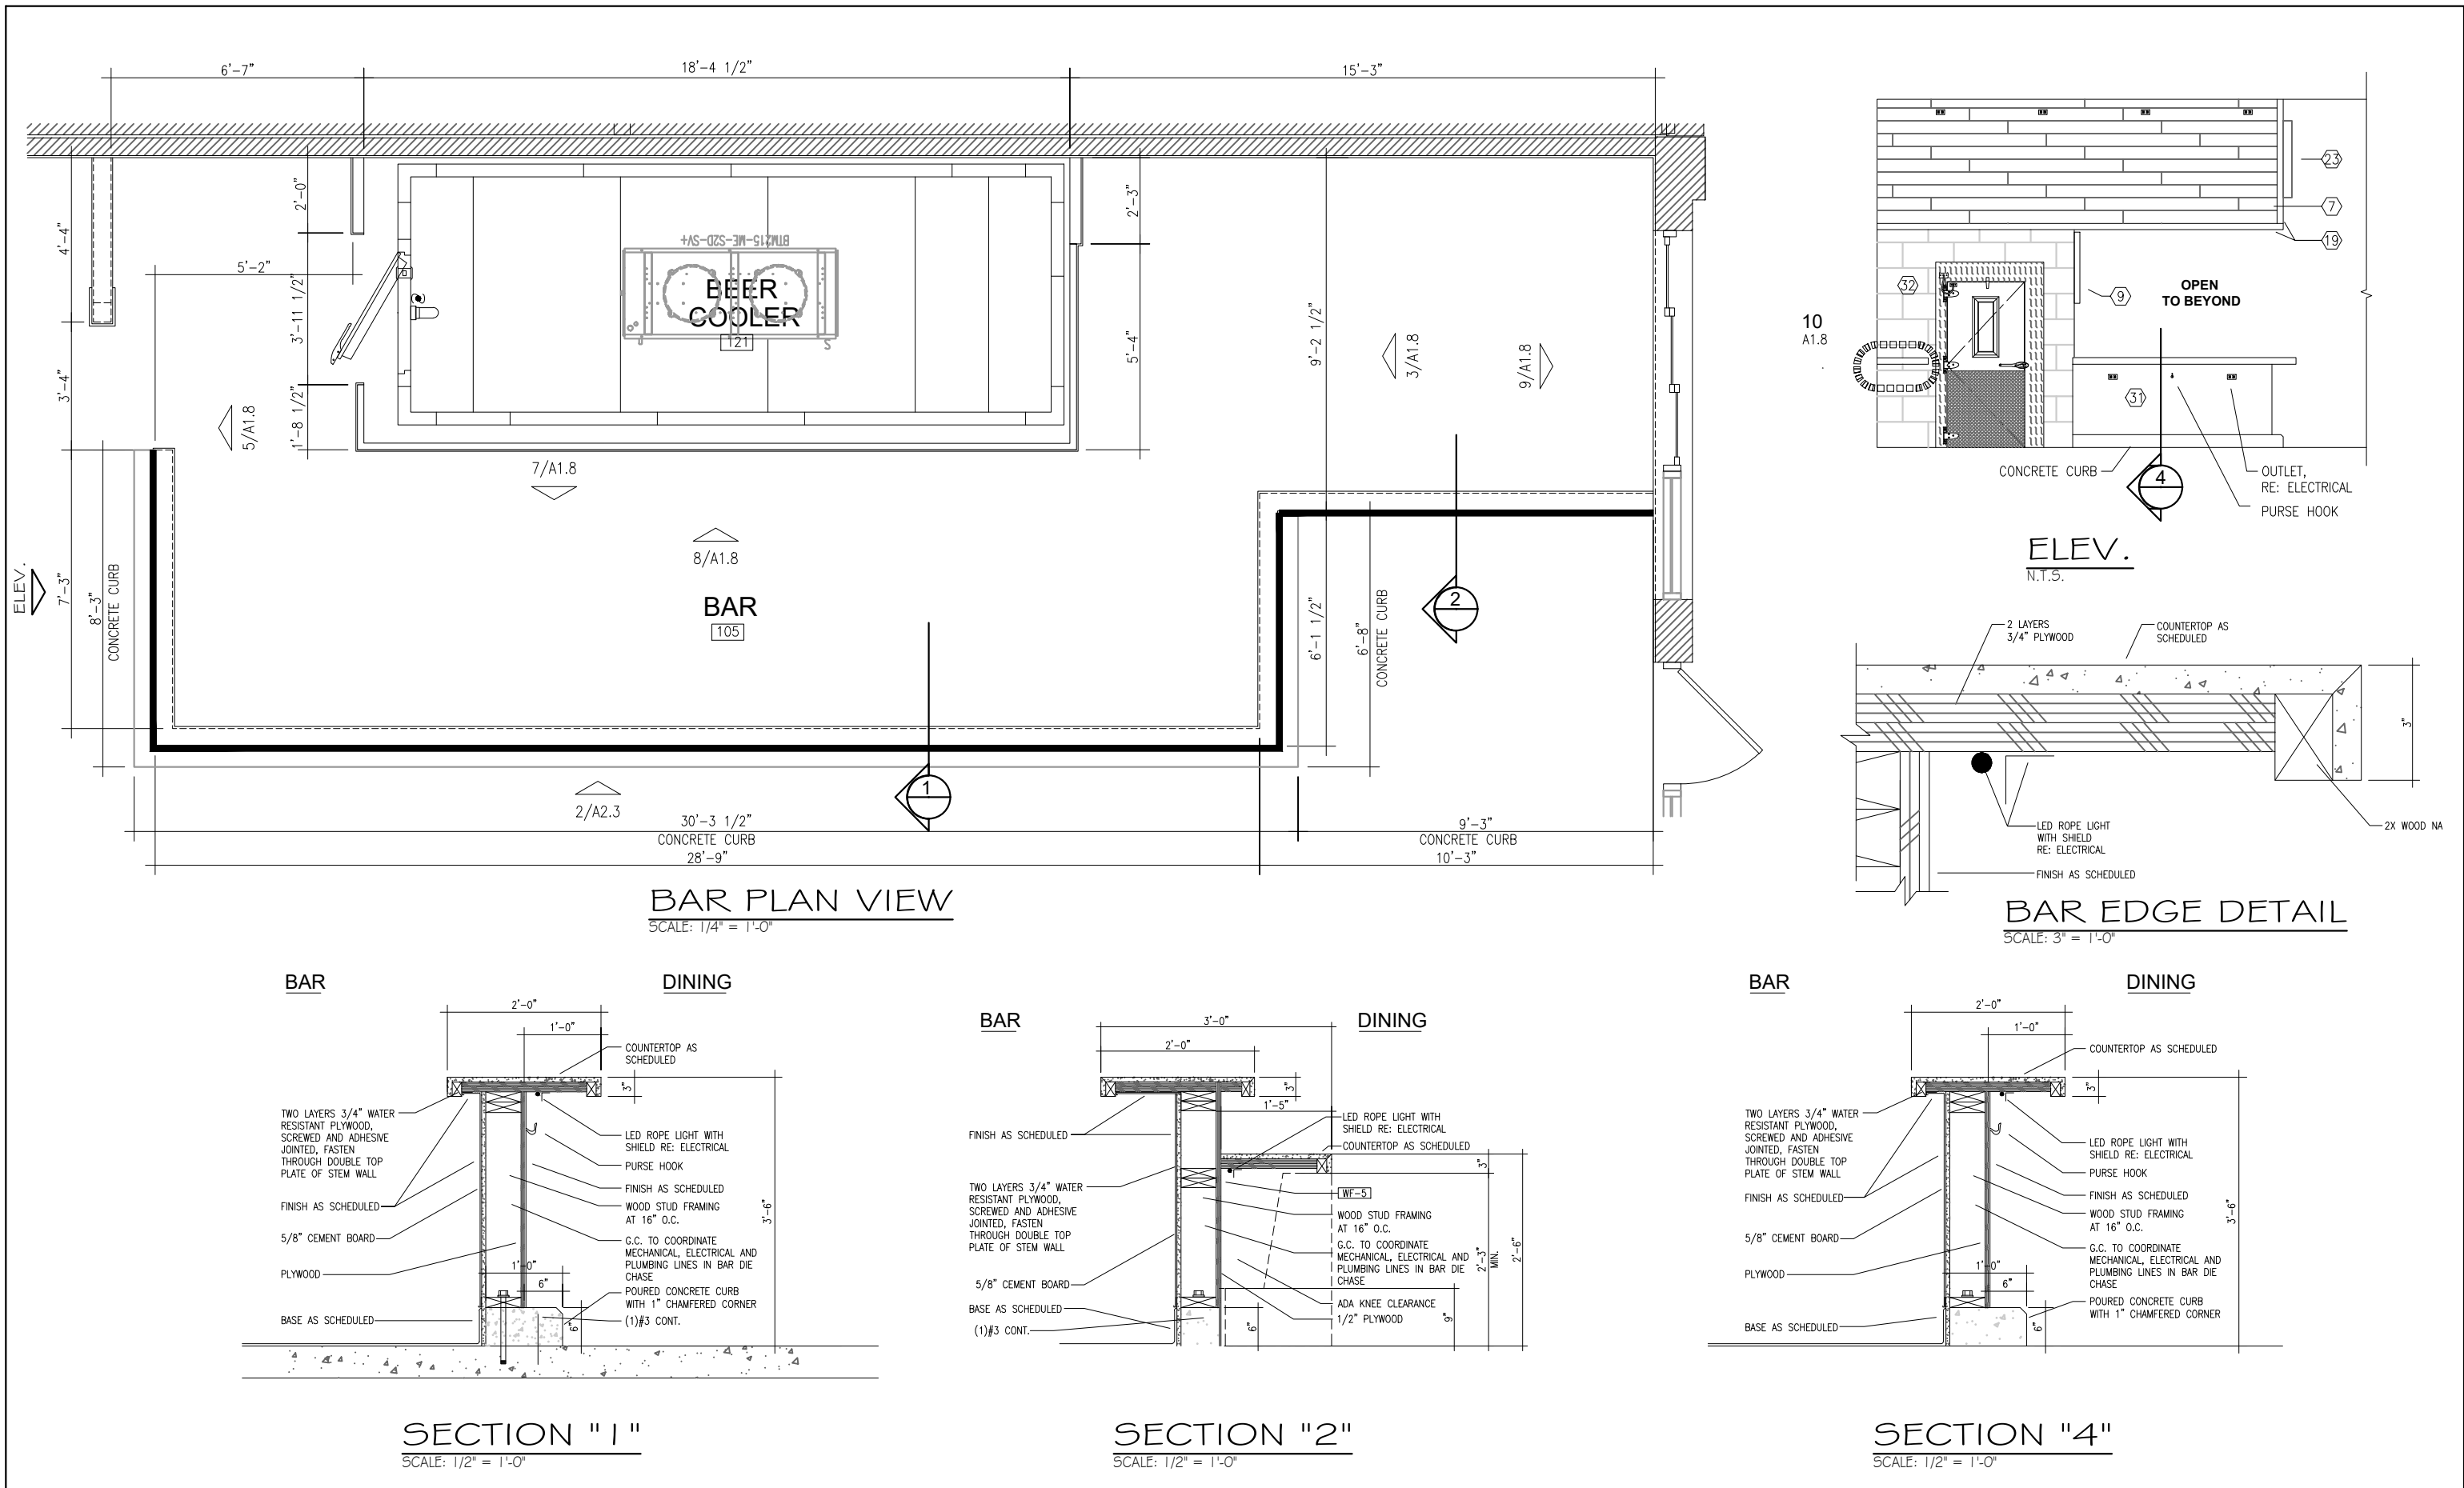 6'-7"
18'-4 1/2"
15'-3"
4'-4"
3'-4"
7'-3"
8'-3"
CONCRETE CURB
ELEV.
2'-0"
3'-11 1/2"
1'-8 1/2"
5'-2"
5/A1.8
BTM215-ME-S2D-SV+
BEER
COOLER
121
S
2'-3"
5'-4"
9'-2 1/2"
3/A1.8
9/A1.8
7/A1.8
8/A1.8
BAR
105
2
6'-1 1/2"
6'-8"
CONCRETE CURB
1
2/A2.3
30'-3 1/2"
CONCRETE CURB
28'-9"
9'-3"
CONCRETE CURB
10'-3"
BAR PLAN VIEW
SCALE: 1/4" = 1'-0"
23
7
19
32
9
OPEN
TO BEYOND
10
A1.8
31
CONCRETE CURB
4
OUTLET,
RE: ELECTRICAL
PURSE HOOK
ELEV.
N.T.S.
2 LAYERS
3/4" PLYWOOD
COUNTERTOP AS
SCHEDULED
3"
2X WOOD NA
LED ROPE LIGHT
WITH SHIELD
RE: ELECTRICAL
FINISH AS SCHEDULED
BAR EDGE DETAIL
SCALE: 3" = 1'-0"
BAR
DINING
2'-0"
1'-0"
COUNTERTOP AS
SCHEDULED
3"
TWO LAYERS 3/4" WATER
RESISTANT PLYWOOD,
SCREWED AND ADHESIVE
JOINTED, FASTEN
THROUGH DOUBLE TOP
PLATE OF STEM WALL
FINISH AS SCHEDULED
5/8" CEMENT BOARD
PLYWOOD
BASE AS SCHEDULED
LED ROPE LIGHT WITH
SHIELD RE: ELECTRICAL
PURSE HOOK
FINISH AS SCHEDULED
WOOD STUD FRAMING
AT 16" O.C.
G.C. TO COORDINATE
MECHANICAL, ELECTRICAL AND
PLUMBING LINES IN BAR DIE
CHASE
POURED CONCRETE CURB
WITH 1" CHAMFERED CORNER
(1)#3 CONT.
1'-0"
6"
6"
3'-6"
SECTION "1"
SCALE: 1/2" = 1'-0"
BAR
DINING
3'-0"
2'-0"
3"
1'-5"
FINISH AS SCHEDULED
TWO LAYERS 3/4" WATER
RESISTANT PLYWOOD,
SCREWED AND ADHESIVE
JOINTED, FASTEN
THROUGH DOUBLE TOP
PLATE OF STEM WALL
5/8" CEMENT BOARD
BASE AS SCHEDULED
(1)#3 CONT.
LED ROPE LIGHT WITH
SHIELD RE: ELECTRICAL
COUNTERTOP AS SCHEDULED
WF-5
WOOD STUD FRAMING
AT 16" O.C.
G.C. TO COORDINATE
MECHANICAL, ELECTRICAL AND
PLUMBING LINES IN BAR DIE
CHASE
ADA KNEE CLEARANCE
1/2" PLYWOOD
6"
9"
3"
2'-3"
MIN.
2'-6"
SECTION "2"
SCALE: 1/2" = 1'-0"
BAR
DINING
2'-0"
1'-0"
COUNTERTOP AS SCHEDULED
3"
TWO LAYERS 3/4" WATER
RESISTANT PLYWOOD,
SCREWED AND ADHESIVE
JOINTED, FASTEN
THROUGH DOUBLE TOP
PLATE OF STEM WALL
FINISH AS SCHEDULED
5/8" CEMENT BOARD
PLYWOOD
BASE AS SCHEDULED
LED ROPE LIGHT WITH
SHIELD RE: ELECTRICAL
PURSE HOOK
FINISH AS SCHEDULED
WOOD STUD FRAMING
AT 16" O.C.
G.C. TO COORDINATE
MECHANICAL, ELECTRICAL AND
PLUMBING LINES IN BAR DIE
CHASE
POURED CONCRETE CURB
WITH 1" CHAMFERED CORNER
1'-0"
6"
6"
3'-6"
SECTION "4"
SCALE: 1/2" = 1'-0"